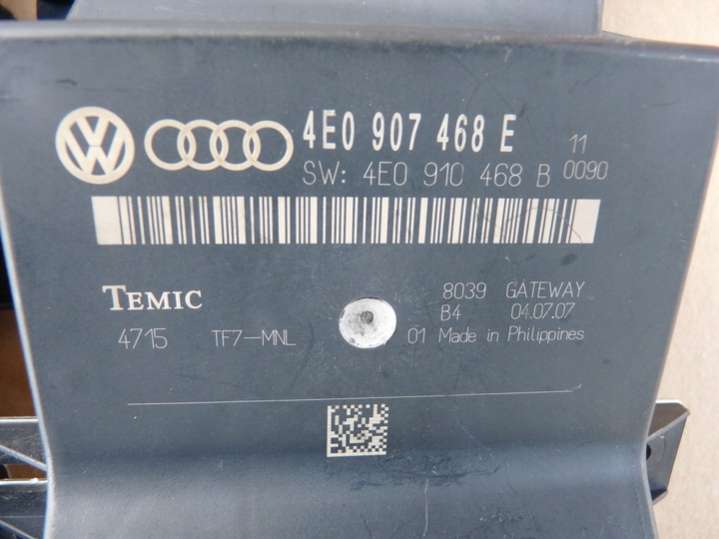 4E0 907 468 E 11
SW: 4E0 910 468 B 0090
TEMIC 8039 GATEWAY
B4 04.07.07
4715 TF7-MNL 01 Made in Philippines